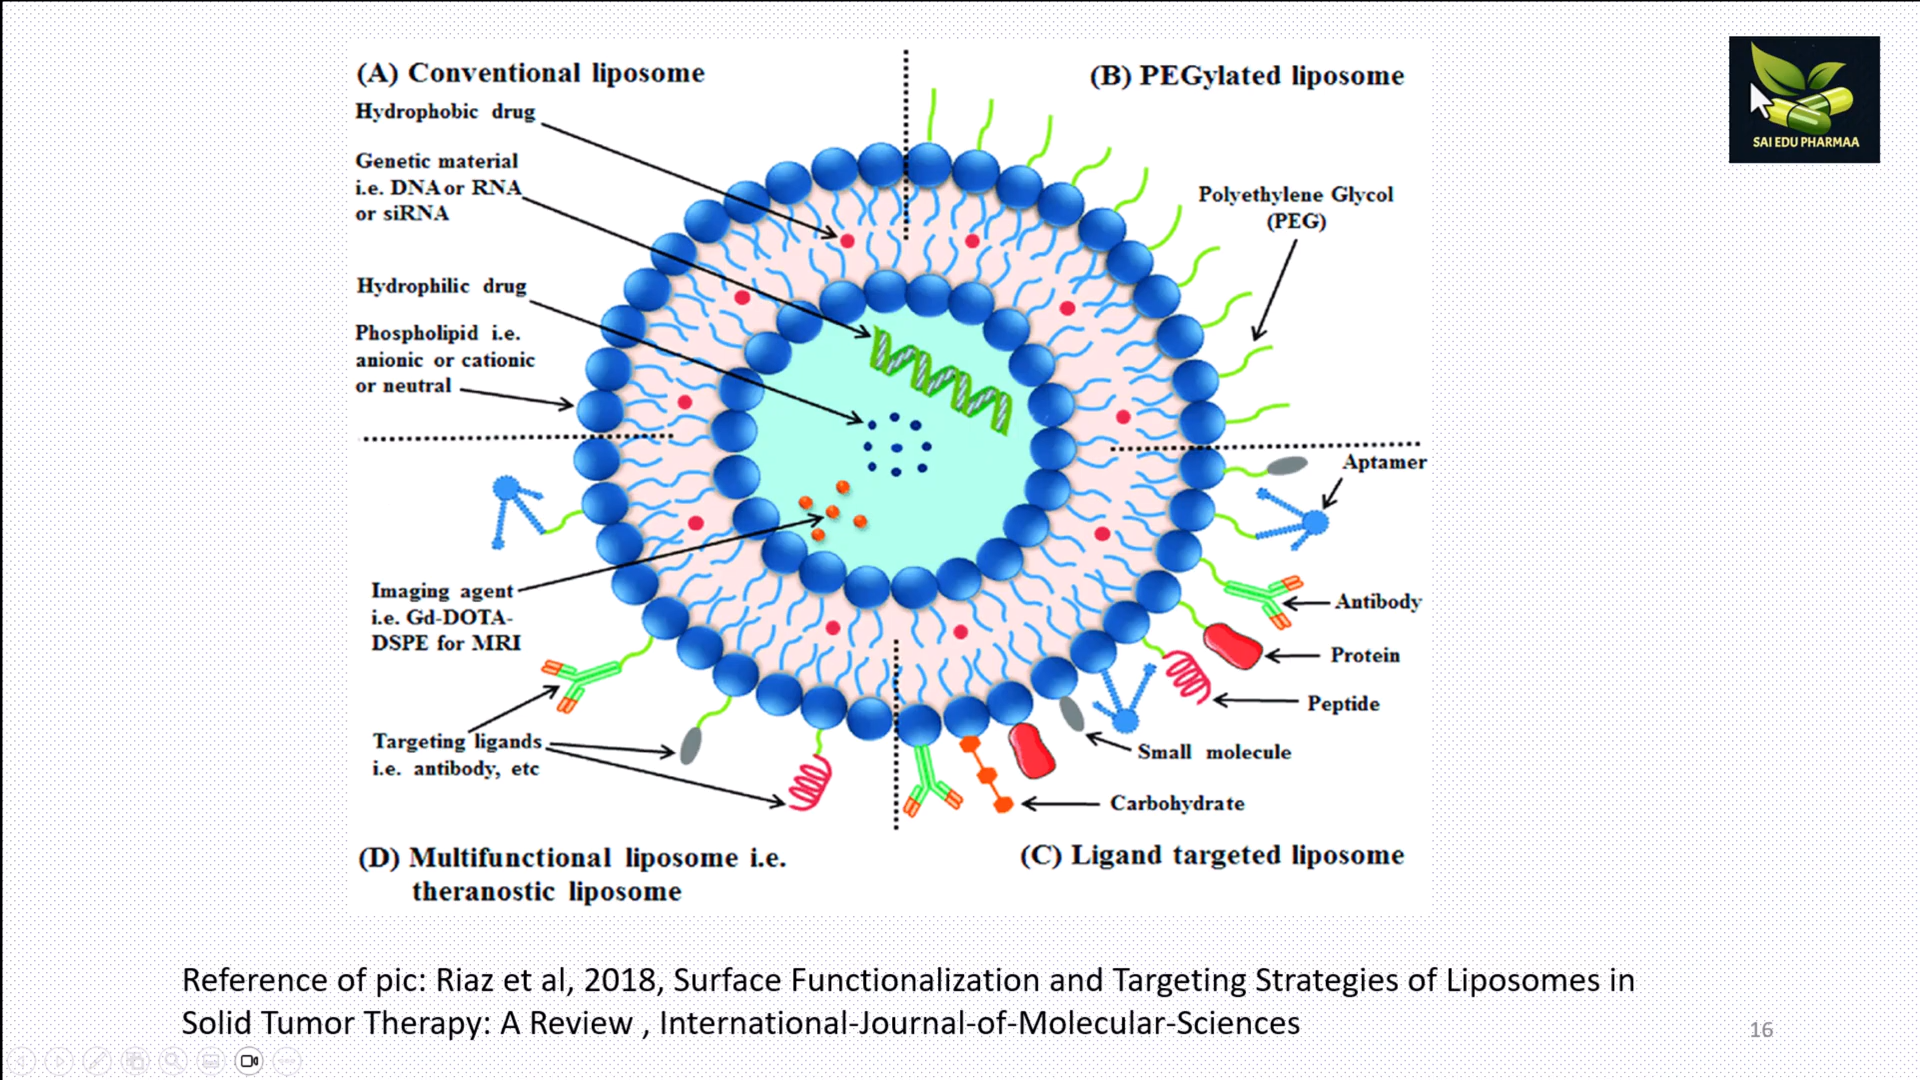 (A) Conventional liposome
Hydrophobic drug
Genetic material
i.e. DNA or RNA
or siRNA
Hydrophilic drug
Phospholipid i.e.
anionic or cationic
or neutral
(B) PEGylated liposome
Polyethylene Glycol
(PEG)
SAI EDU PHARMAA
Aptamer
Antibody
Protein
Peptide
Small molecule
Carbohydrate
(C) Ligand targeted liposome
Imaging agent
i.e. Gd-DOTA-
DSPE for MRI
Targeting ligands
i.e. antibody, etc
(D) Multifunctional liposome i.e.
theranostic liposome
Reference of pic: Riaz et al, 2018, Surface Functionalization and Targeting Strategies of Liposomes in
Solid Tumor Therapy: A Review , International-Journal-of-Molecular-Sciences
16